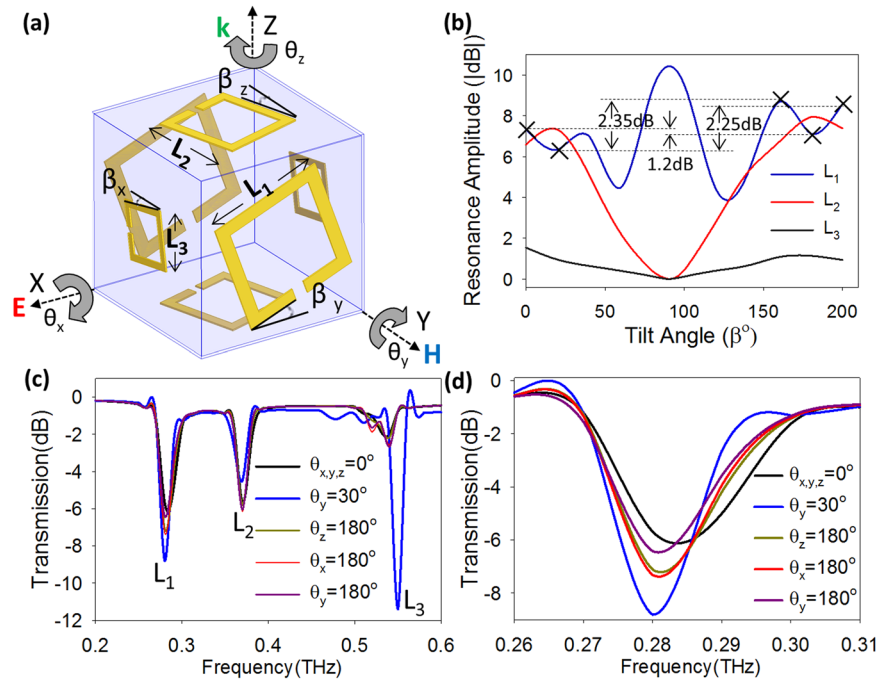 (a)
k
Z
θz
β z
L2
βx
L1
L3
X
E
θx
β y
Y
H
θy
(b)
Resonance Amplitude (|dB|)
10
8
6
4
2
0
2.35dB
2.25dB
1.2dB
L1
L2
L3
0 50 100 150 200
Tilt Angle (β°)
(c)
Transmission(dB)
0
-2
-4
-6
-8
-10
-12
θx,y,z=0°
θy=30°
θz=180°
θx=180°
θy=180°
L1
L2
L3
0.2 0.3 0.4 0.5 0.6
Frequency(THz)
(d)
Transmission(dB)
0
-2
-4
-6
-8
θx,y,z=0°
θy=30°
θz=180°
θx=180°
θy=180°
0.26 0.27 0.28 0.29 0.30 0.31
Frequency(THz)